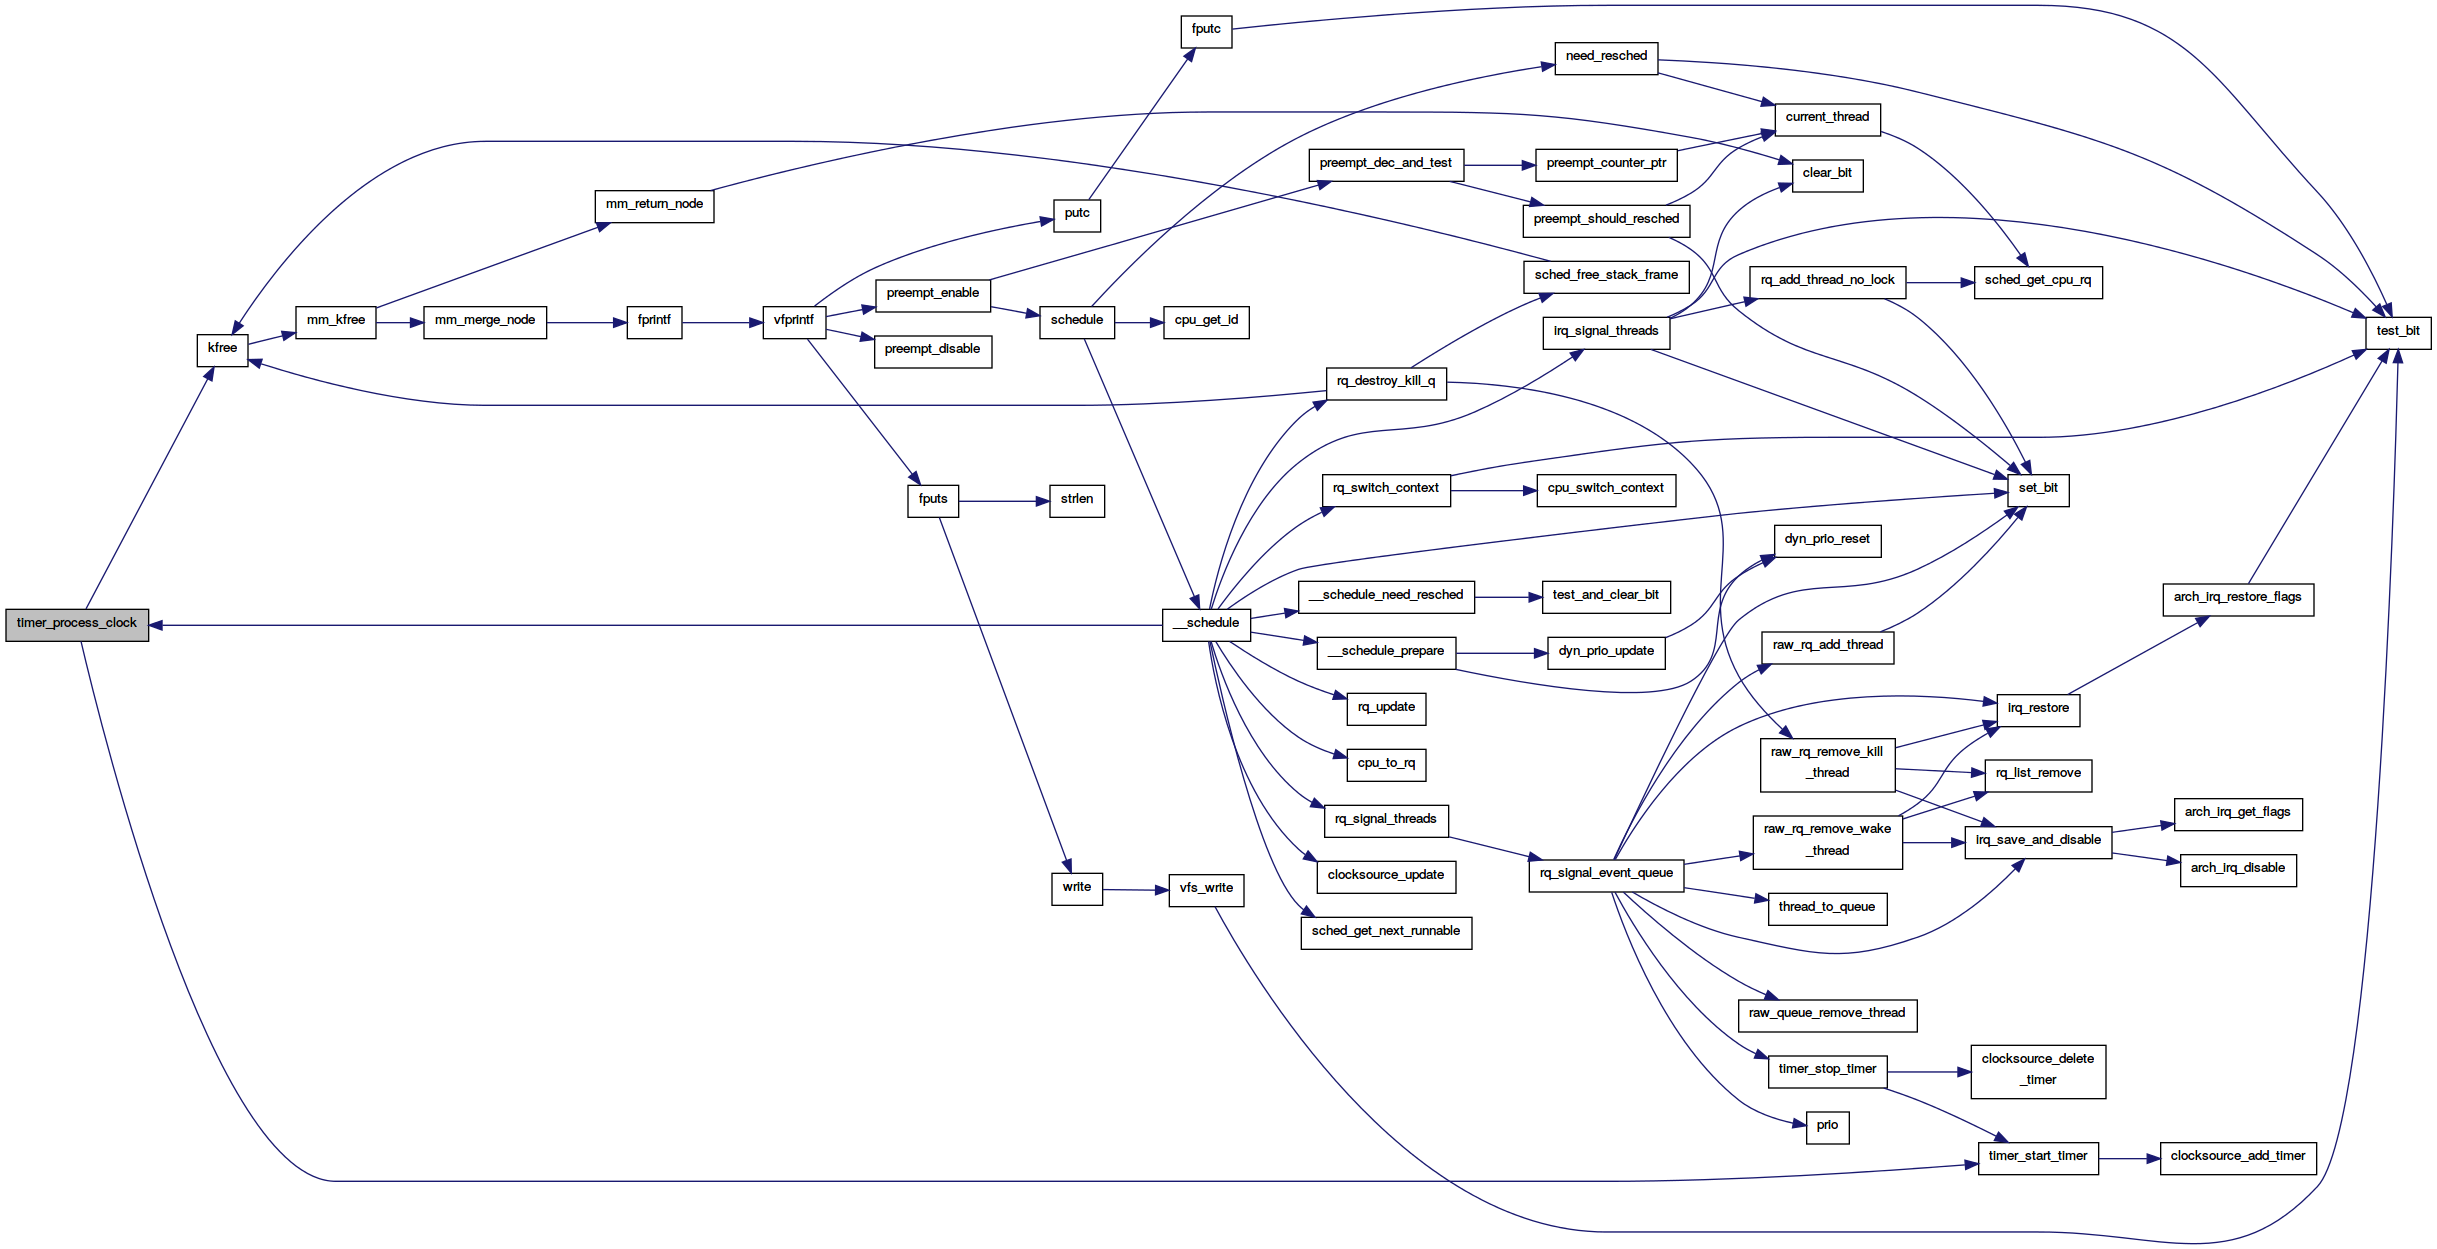 fputc
need_resched
current_thread
preempt_dec_and_test
preempt_counter_ptr
clear_bit
mm_return_node
putc
preempt_should_resched
sched_free_stack_frame
rq_add_thread_no_lock
sched_get_cpu_rq
preempt_enable
mm_kfree
mm_merge_node
fprintf
vfprintf
schedule
cpu_get_id
irq_signal_threads
test_bit
kfree
preempt_disable
rq_destroy_kill_q
fputs
strlen
rq_switch_context
cpu_switch_context
set_bit
dyn_prio_reset
__schedule_need_resched
test_and_clear_bit
arch_irq_restore_flags
timer_process_clock
__schedule
__schedule_prepare
dyn_prio_update
raw_rq_add_thread
rq_update
irq_restore
cpu_to_rq
raw_rq_remove_kill
_thread
rq_list_remove
rq_signal_threads
raw_rq_remove_wake
_thread
irq_save_and_disable
arch_irq_get_flags
arch_irq_disable
clocksource_update
rq_signal_event_queue
write
vfs_write
thread_to_queue
sched_get_next_runnable
raw_queue_remove_thread
timer_stop_timer
clocksource_delete
_timer
prio
timer_start_timer
clocksource_add_timer